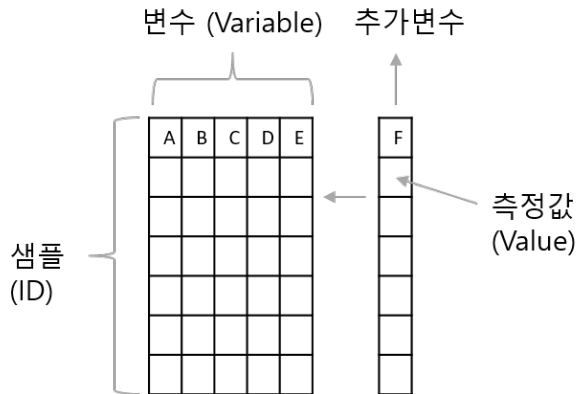 변수 (Variable) 추가변수
A B C D E F
측정값
(Value)
샘플
(ID)